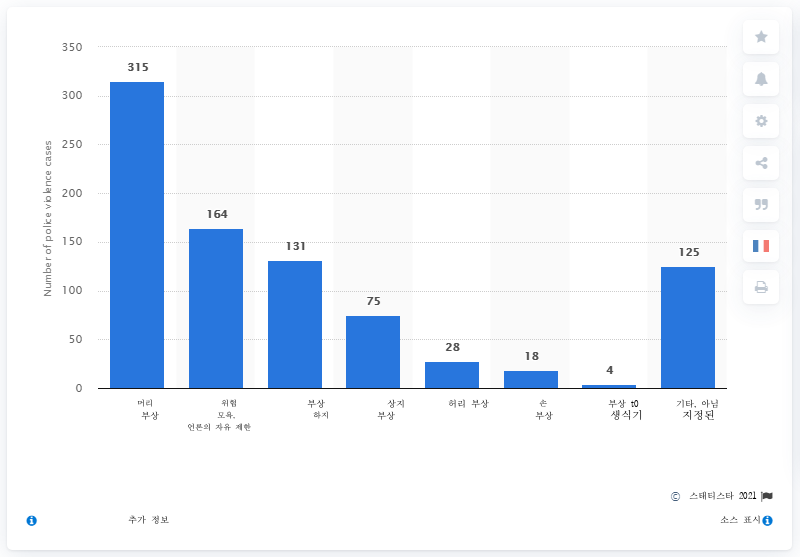 350
300
250
200
150
100
50
0
Number of police violence cases
315
164
131
75
28
18
4
125
머리
부상
위협
모욕,
언론의 자유 제한
부상
하지
상지
부상
허리 부상
손
부상
부상 t0
생식기
기타, 아님
지정된
© 스태티스타 2021
추가 정보
소스 표시